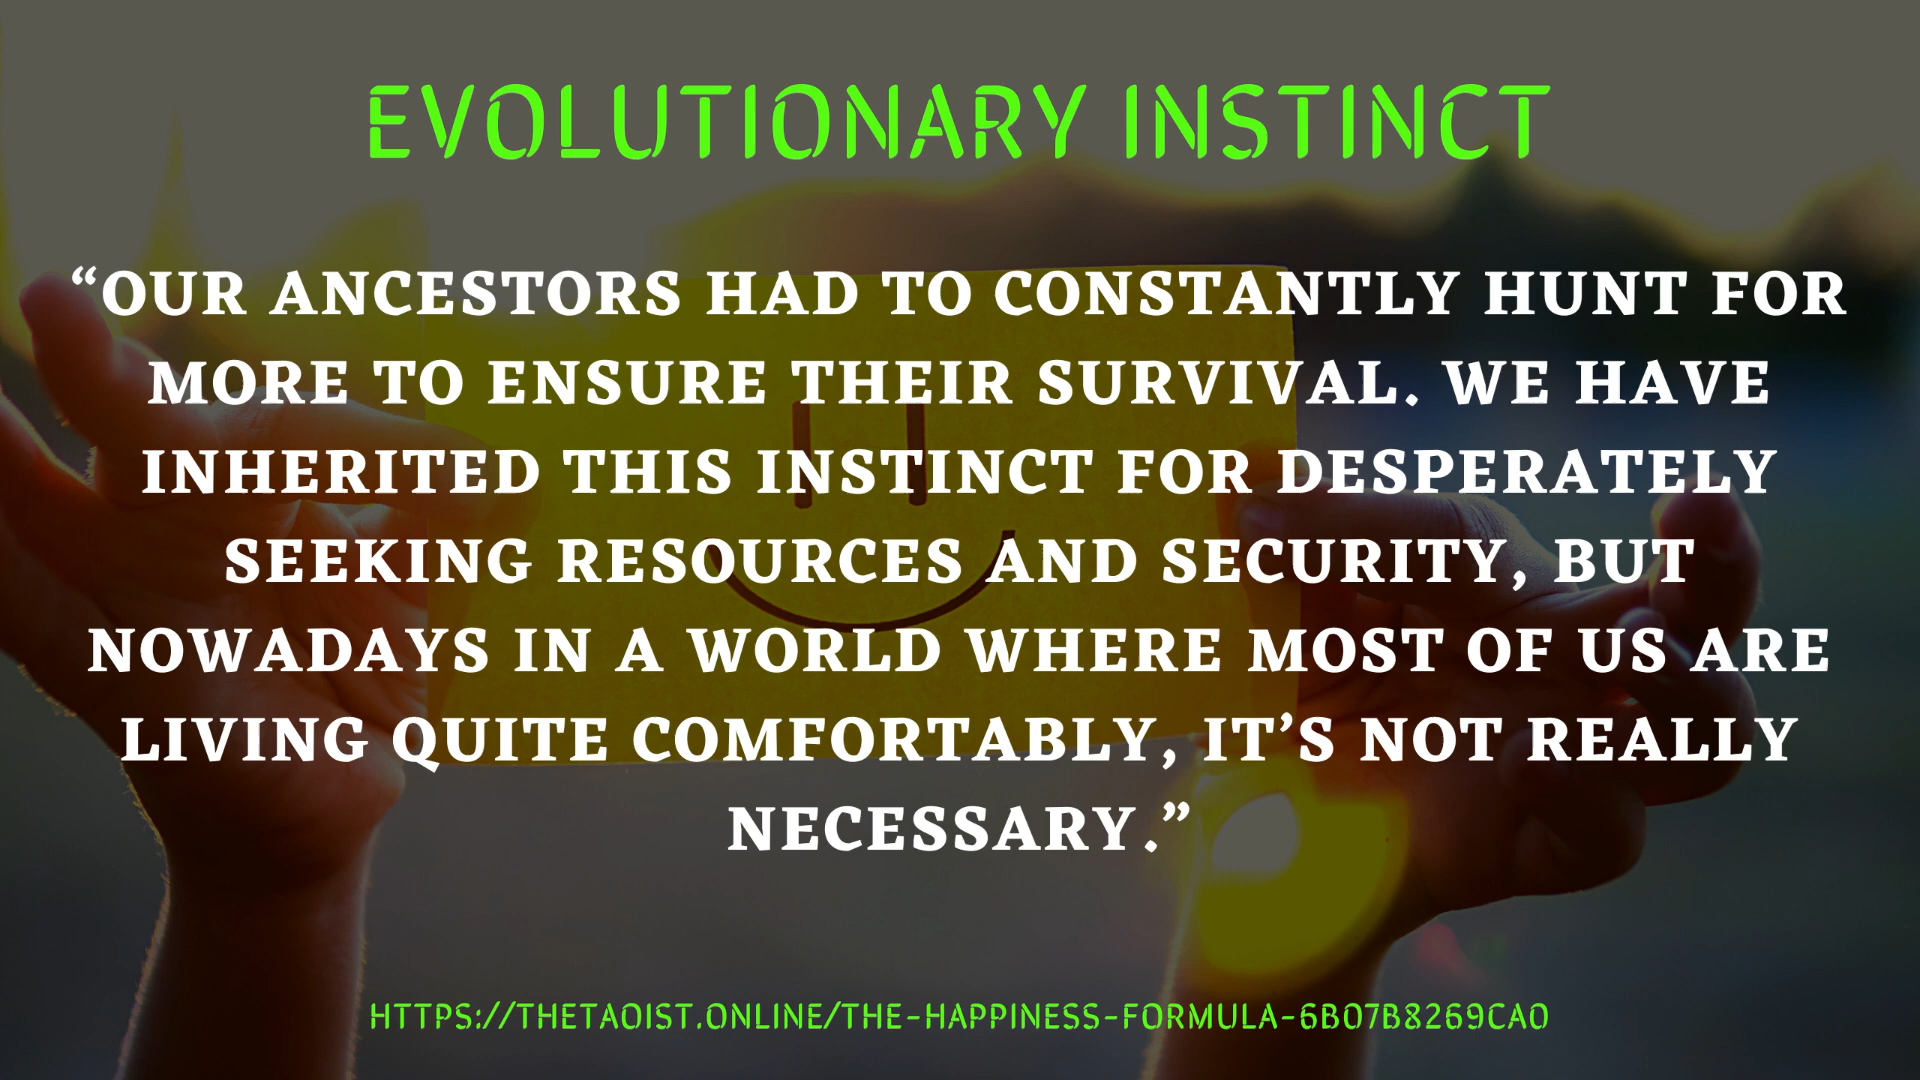 EVOLUTIONARY INSTINCT
“OUR ANCESTORS HAD TO CONSTANTLY HUNT FOR
MORE TO ENSURE THEIR SURVIVAL. WE HAVE
INHERITED THIS INSTINCT FOR DESPERATELY
SEEKING RESOURCES AND SECURITY, BUT
NOWADAYS IN A WORLD WHERE MOST OF US ARE
LIVING QUITE COMFORTABLY, IT’S NOT REALLY
NECESSARY.”
HTTPS://THETAOIST.ONLINE/THE-HAPPINESS-FORMULA-6B07B8269CA0